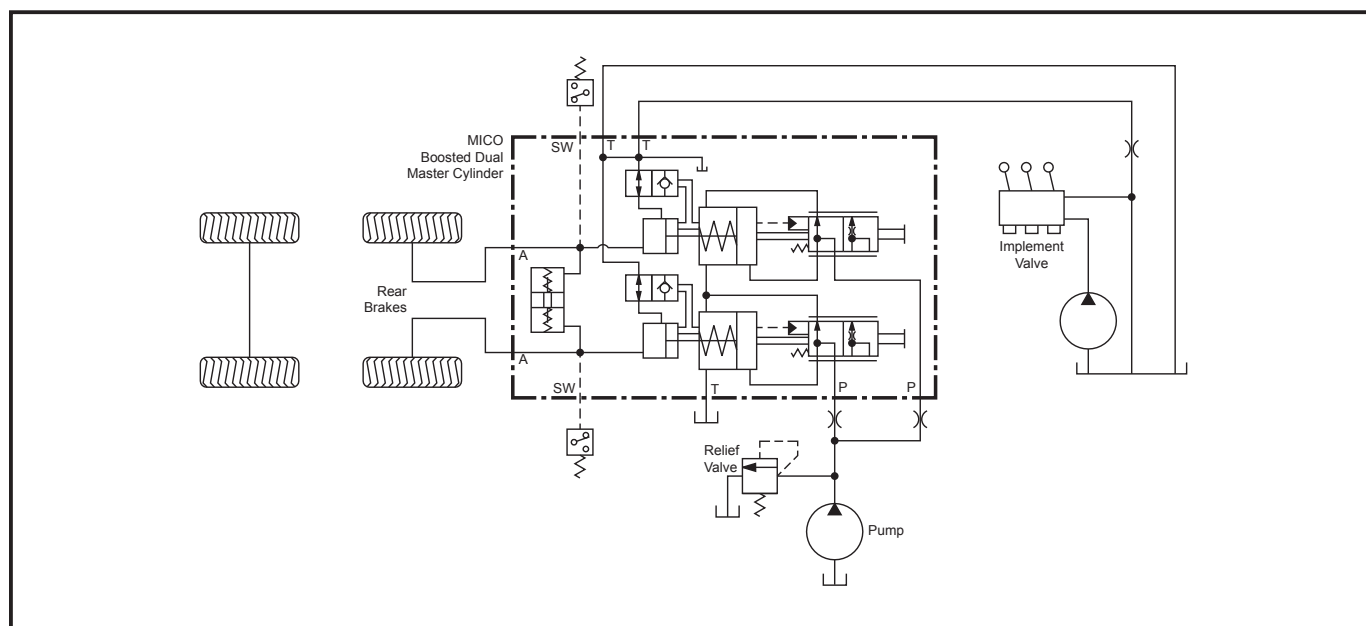 MICO
Boosted Dual
Master Cylinder
SW
T
T
A
Rear
Brakes
A
SW
T
P
P
Implement
Valve
Relief
Valve
Pump